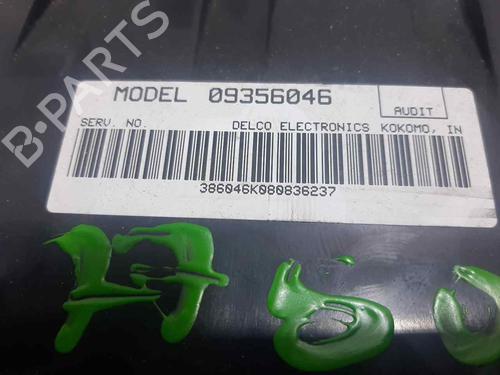 MODEL 09356046
AUDIT
SERV. NO. DELCO ELECTRONICS KOKOMO, IN
386046K080836237
B-PARTS